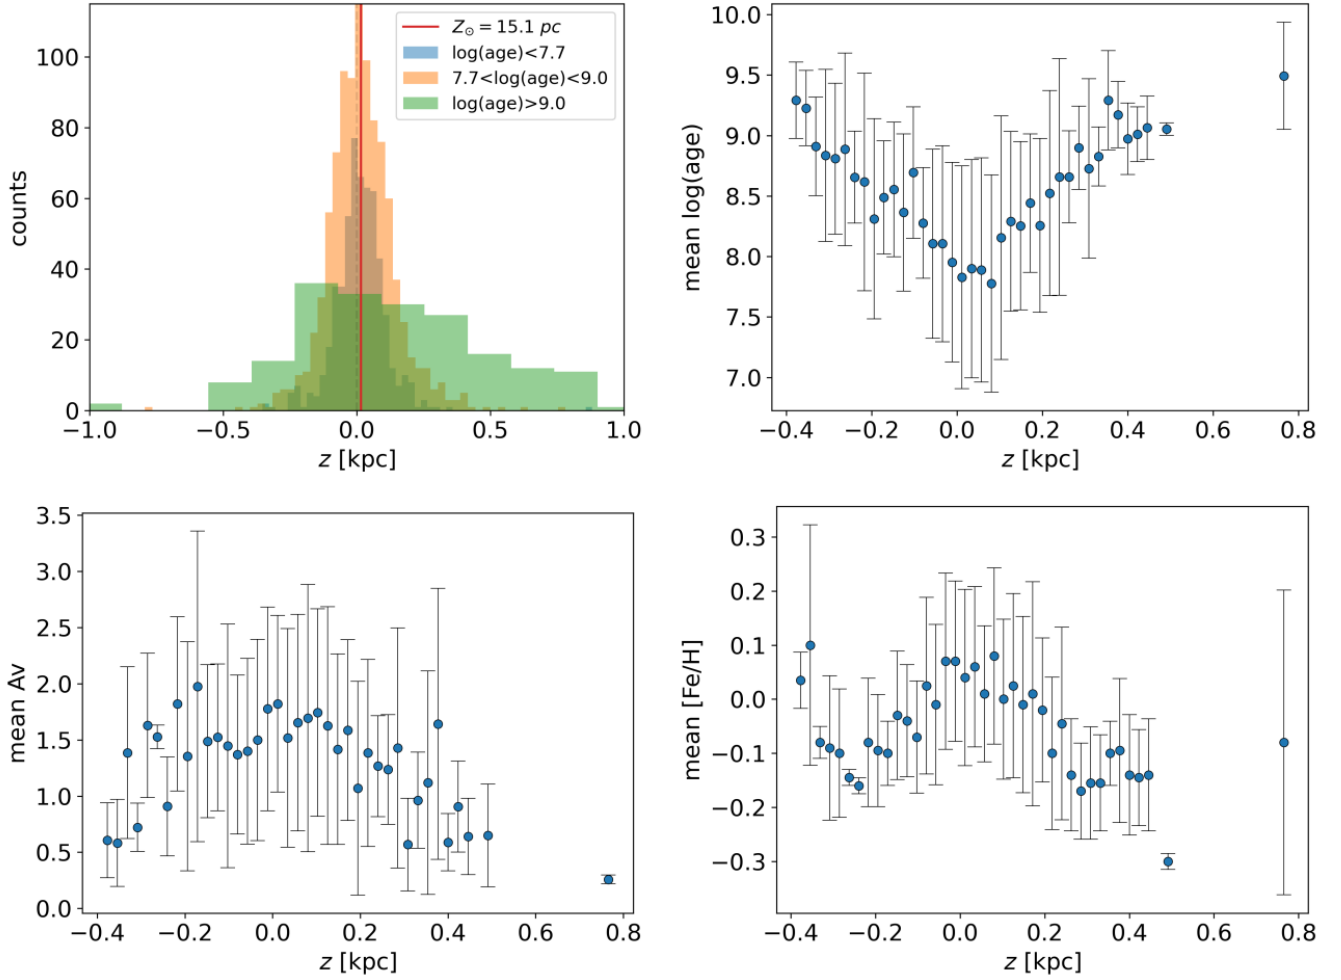 Z⊙ = 15.1 pc
log(age)<7.7
7.7<log(age)<9.0
log(age)>9.0
100
80
60
40
20
0
counts
−1.0 −0.5 0.0 0.5 1.0
z [kpc]
10.0
9.5
9.0
8.5
8.0
7.5
7.0
mean log(age)
−0.4 −0.2 0.0 0.2 0.4 0.6 0.8
z [kpc]
3.5
3.0
2.5
2.0
1.5
1.0
0.5
0.0
mean Av
−0.4 −0.2 0.0 0.2 0.4 0.6 0.8
z [kpc]
0.3
0.2
0.1
0.0
−0.1
−0.2
−0.3
mean [Fe/H]
−0.4 −0.2 0.0 0.2 0.4 0.6 0.8
z [kpc]